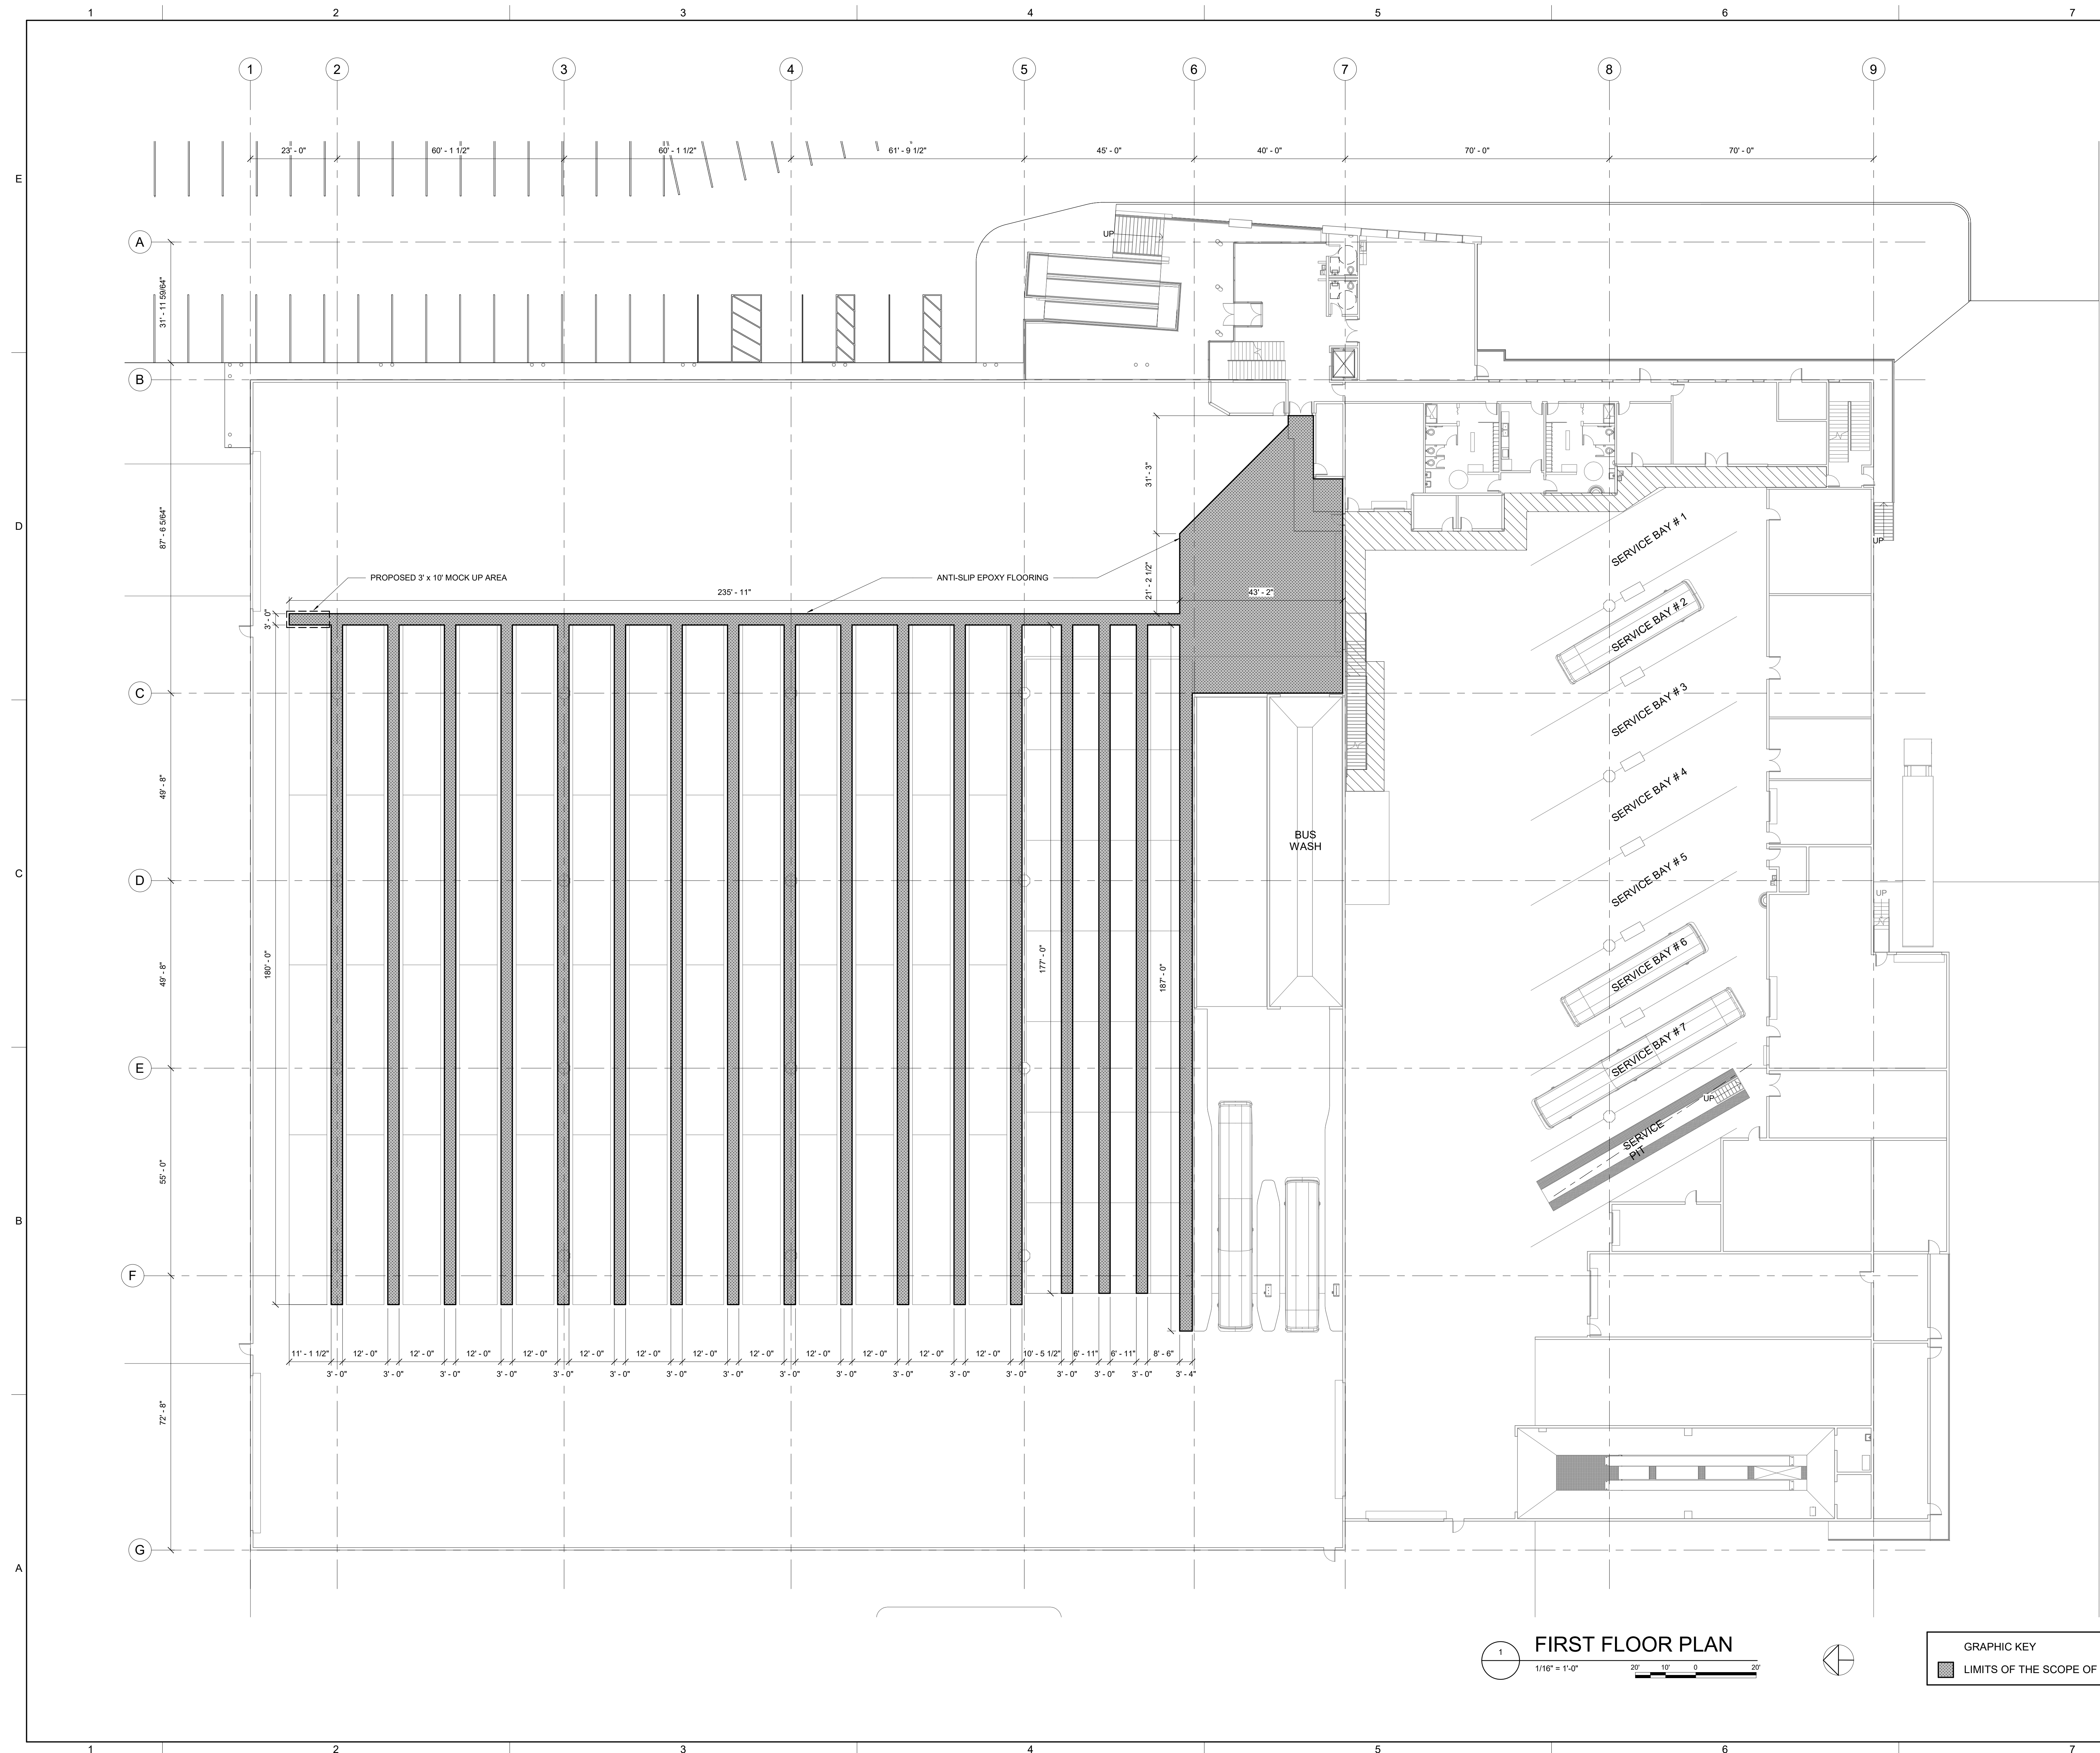 1 2 3 4 5 6 7
1 2 3 4 5 6 7 8 9
23' - 0" 60' - 1 1/2" 60' - 1 1/2" 61' - 9 1/2" 45' - 0" 40' - 0" 70' - 0" 70' - 0"
E
A
UP
31' - 11 59/64"
B
31' - 3"
D
87' - 6 5/64"
SERVICE BAY # 1
UP
PROPOSED 3' x 10' MOCK UP AREA
ANTI-SLIP EPOXY FLOORING
21' - 2 1/2"
235' - 11"
43' - 2"
3' - 0"
SERVICE BAY # 2
C
SERVICE BAY # 3
49' - 8"
SERVICE BAY # 4
BUS
WASH
C
D
SERVICE BAY # 5
UP
180' - 0"
49' - 8"
177' - 0"
187' - 0"
SERVICE BAY # 6
E
SERVICE BAY # 7
UP
SERVICE
PIT
55' - 0"
B
F
11' - 1 1/2" 12' - 0" 12' - 0" 12' - 0" 12' - 0" 12' - 0" 12' - 0" 12' - 0" 12' - 0" 12' - 0" 12' - 0" 12' - 0" 12' - 0" 10' - 5 1/2" 6' - 11" 6' - 11" 8' - 6"
3' - 0" 3' - 0" 3' - 0" 3' - 0" 3' - 0" 3' - 0" 3' - 0" 3' - 0" 3' - 0" 3' - 0" 3' - 0" 3' - 0" 3' - 0" 3' - 0" 3' - 0" 3' - 0" 3' - 4"
72' - 8"
G
A
1
FIRST FLOOR PLAN
1/16" = 1'-0"
20' 10' 0 20'
GRAPHIC KEY
LIMITS OF THE SCOPE OF
1 2 3 4 5 6 7